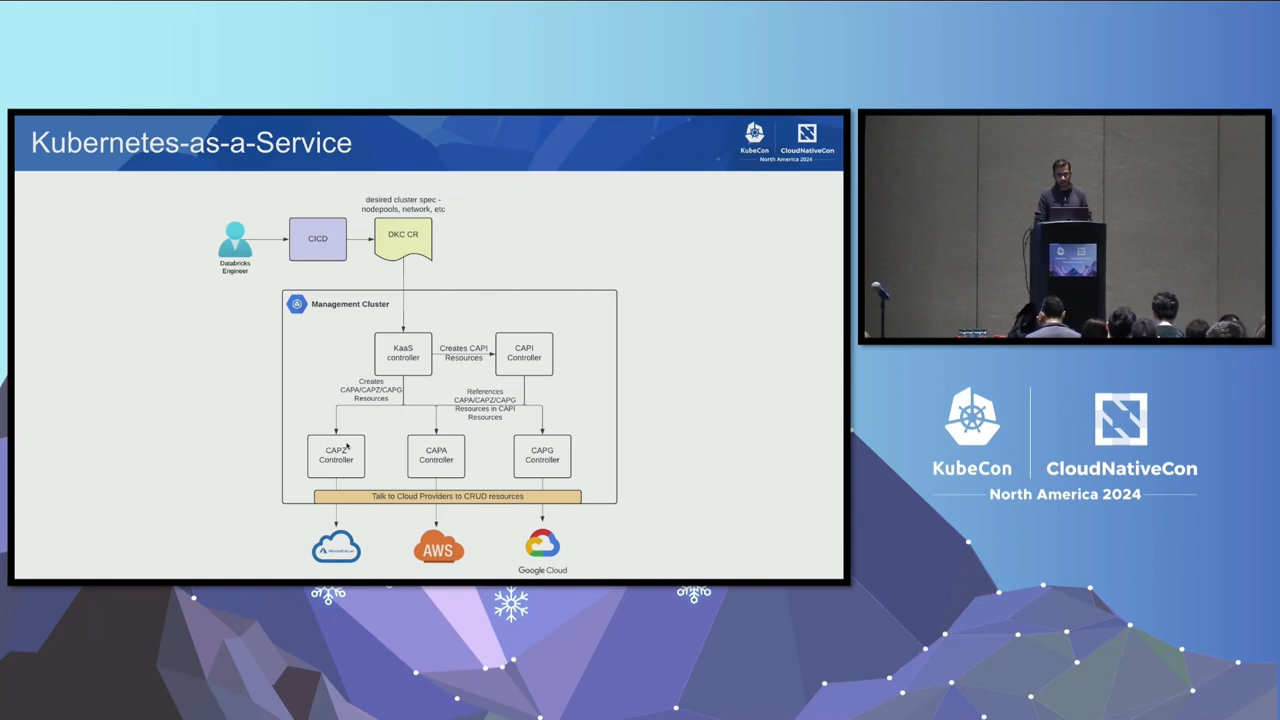 Kubernetes-as-a-Service
KubeCon
CloudNativeCon
North America 2024
desired cluster spec -
nodepools, network, etc
CICD
DKC CR
Databricks
Engineer
Management Cluster
KaaS
controller
Creates CAPI
Resources
CAPI
Controller
Creates
CAPA/CAPZ/CAPG
Resources
References
CAPA/CAPZ/CAPG
Resources in CAPI
Resources
CAPZ
Controller
CAPA
Controller
CAPG
Controller
Talk to Cloud Providers to CRUD resources
Microsoft Azure
AWS
Google Cloud
KubeCon
CloudNativeCon
North America 2024